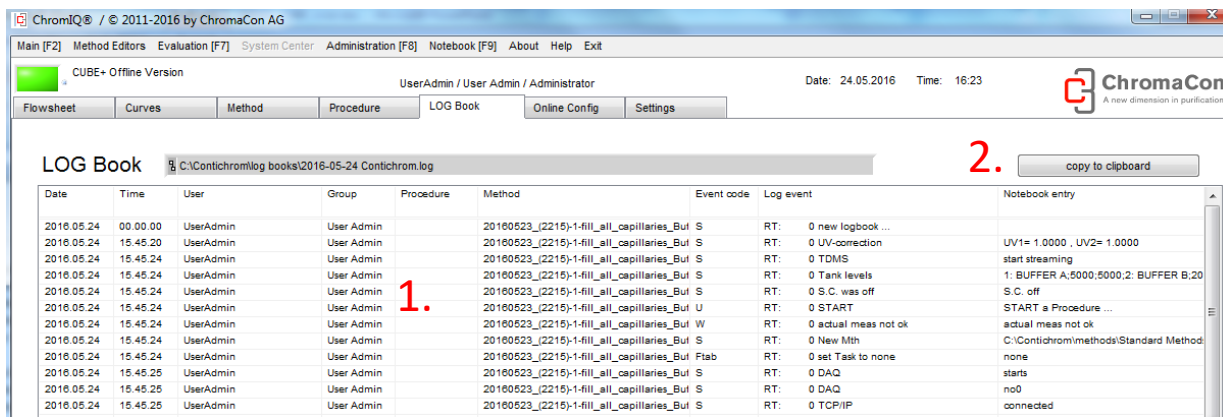 ChromIQ® / © 2011-2016 by ChromaCon AG
Main [F2] Method Editors Evaluation [F7] System Center Administration [F8] Notebook [F9] About Help Exit
CUBE+ Offline Version
UserAdmin / User Admin / Administrator
Date: 24.05.2016 Time: 16:23
ChromaCon
A new dimension in purification
Flowsheet Curves Method Procedure LOG Book Online Config Settings
LOG Book C:\Contichrom\log books\2016-05-24 Contichrom.log 2. copy to clipboard
Date Time User Group Procedure Method Event code Log event Notebook entry
2016.05.24 00.00.00 UserAdmin User Admin 20160523_(2215)-1-fill_all_capillaries_Buf S RT: 0 new logbook ...
2016.05.24 15.45.20 UserAdmin User Admin 20160523_(2215)-1-fill_all_capillaries_Buf S RT: 0 UV-correction UV1= 1.0000 , UV2= 1.0000
2016.05.24 15.45.24 UserAdmin User Admin 20160523_(2215)-1-fill_all_capillaries_Buf S RT: 0 TDMS start streaming
2016.05.24 15.45.24 UserAdmin User Admin 20160523_(2215)-1-fill_all_capillaries_Buf S RT: 0 Tank levels 1: BUFFER A;5000;5000;2: BUFFER B;20
2016.05.24 15.45.24 UserAdmin User Admin 20160523_(2215)-1-fill_all_capillaries_Buf S RT: 0 S.C. was off S.C. off
1.
2016.05.24 15.45.24 UserAdmin User Admin 20160523_(2215)-1-fill_all_capillaries_Buf U RT: 0 START START a Procedure ...
2016.05.24 15.45.24 UserAdmin User Admin 20160523_(2215)-1-fill_all_capillaries_Buf W RT: 0 actual meas not ok actual meas not ok
2016.05.24 15.45.24 UserAdmin User Admin 20160523_(2215)-1-fill_all_capillaries_Buf S RT: 0 New Mth C:\Contichrom\methods\Standard Method:
2016.05.24 15.45.24 UserAdmin User Admin 20160523_(2215)-1-fill_all_capillaries_Buf Ftab RT: 0 set Task to none none
2016.05.24 15.45.25 UserAdmin User Admin 20160523_(2215)-1-fill_all_capillaries_Buf S RT: 0 DAQ starts
2016.05.24 15.45.25 UserAdmin User Admin 20160523_(2215)-1-fill_all_capillaries_Buf S RT: 0 DAQ no0
2016.05.24 15.45.25 UserAdmin User Admin 20160523_(2215)-1-fill_all_capillaries_Buf S RT: 0 TCP/IP connected